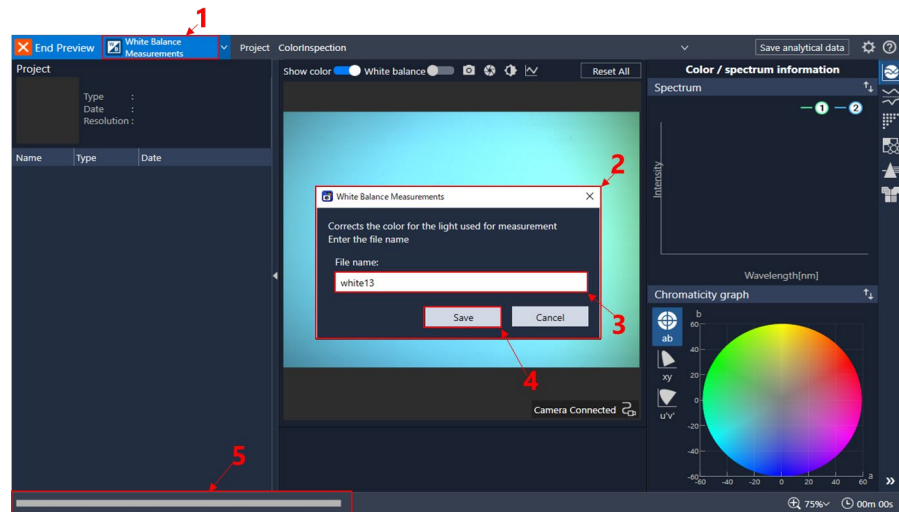 1
End Preview
White Balance
Measurements
Project
ColorInspection
Save analytical data
Project
Type :
Date :
Resolution :
Name Type Date
Show color
White balance
Reset All
2
White Balance Measurements
Corrects the color for the light used for measurement
Enter the file name
File name:
white13
3
Save
Cancel
4
Camera Connected
Color / spectrum information
Spectrum
1 2
Intensity
Wavelength[nm]
Chromaticity graph
ab
xy
u'v'
b
60
40
20
0
-20
-40
-60
-60 -40 -20 0 20 40 60
a
5
75%
00m 00s